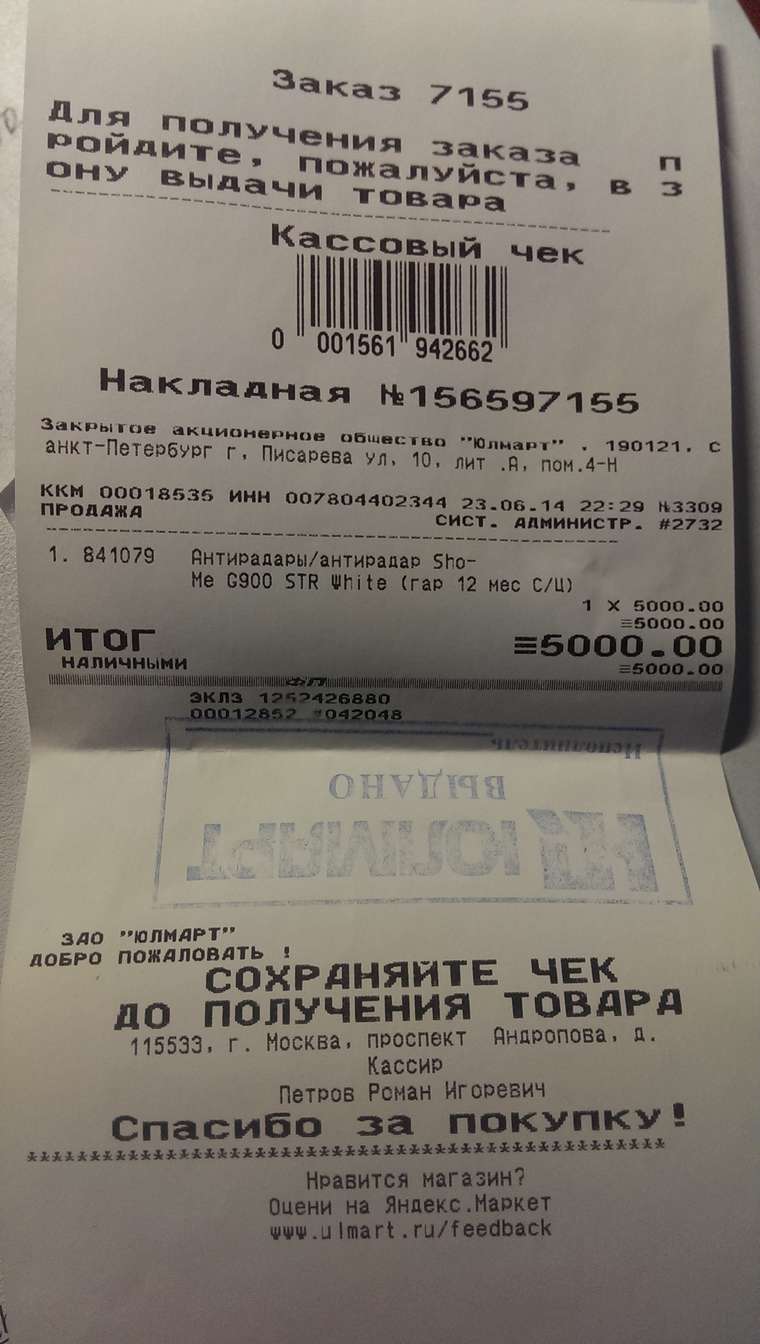 Заказ 7155
Для получения заказа п
ройдите, пожалуйста, в з
ону выдачи товара
Кассовый чек
0 001561 942662
Накладная №156597155
Закрытое акционерное общество "Юлмарт" . 190121. С
анкт-Петербург г, Писарева ул, 10, лит .А, пом.4-Н
ККМ 00018535 ИНН 007804402344 23.06.14 22:29 №3309
ПРОДАЖА СИСТ. АДМИНИСТР. #2732
1. 841079 Антирадары/антирадар Sho-
Me G900 STR White (гар 12 мес С/Ц)
1 X 5000.00
≡5000.00
ИТОГ ≡5000.00
НАЛИЧНЫМИ ≡5000.00
ФП
ЭКЛЗ 1252426880
00012852 #042048
Исполнитель
ВЫДАНО
ЮЛМАРТ
ЗАО "ЮЛМАРТ"
ДОБРО ПОЖАЛОВАТЬ !
СОХРАНЯЙТЕ ЧЕК
ДО ПОЛУЧЕНИЯ ТОВАРА
115533, г. Москва, проспект Андропова, д.
Кассир
Петров Роман Игоревич
Спасибо за покупку!
Нравится магазин?
Оцени на Яндекс.Маркет
www.ulmart.ru/feedback